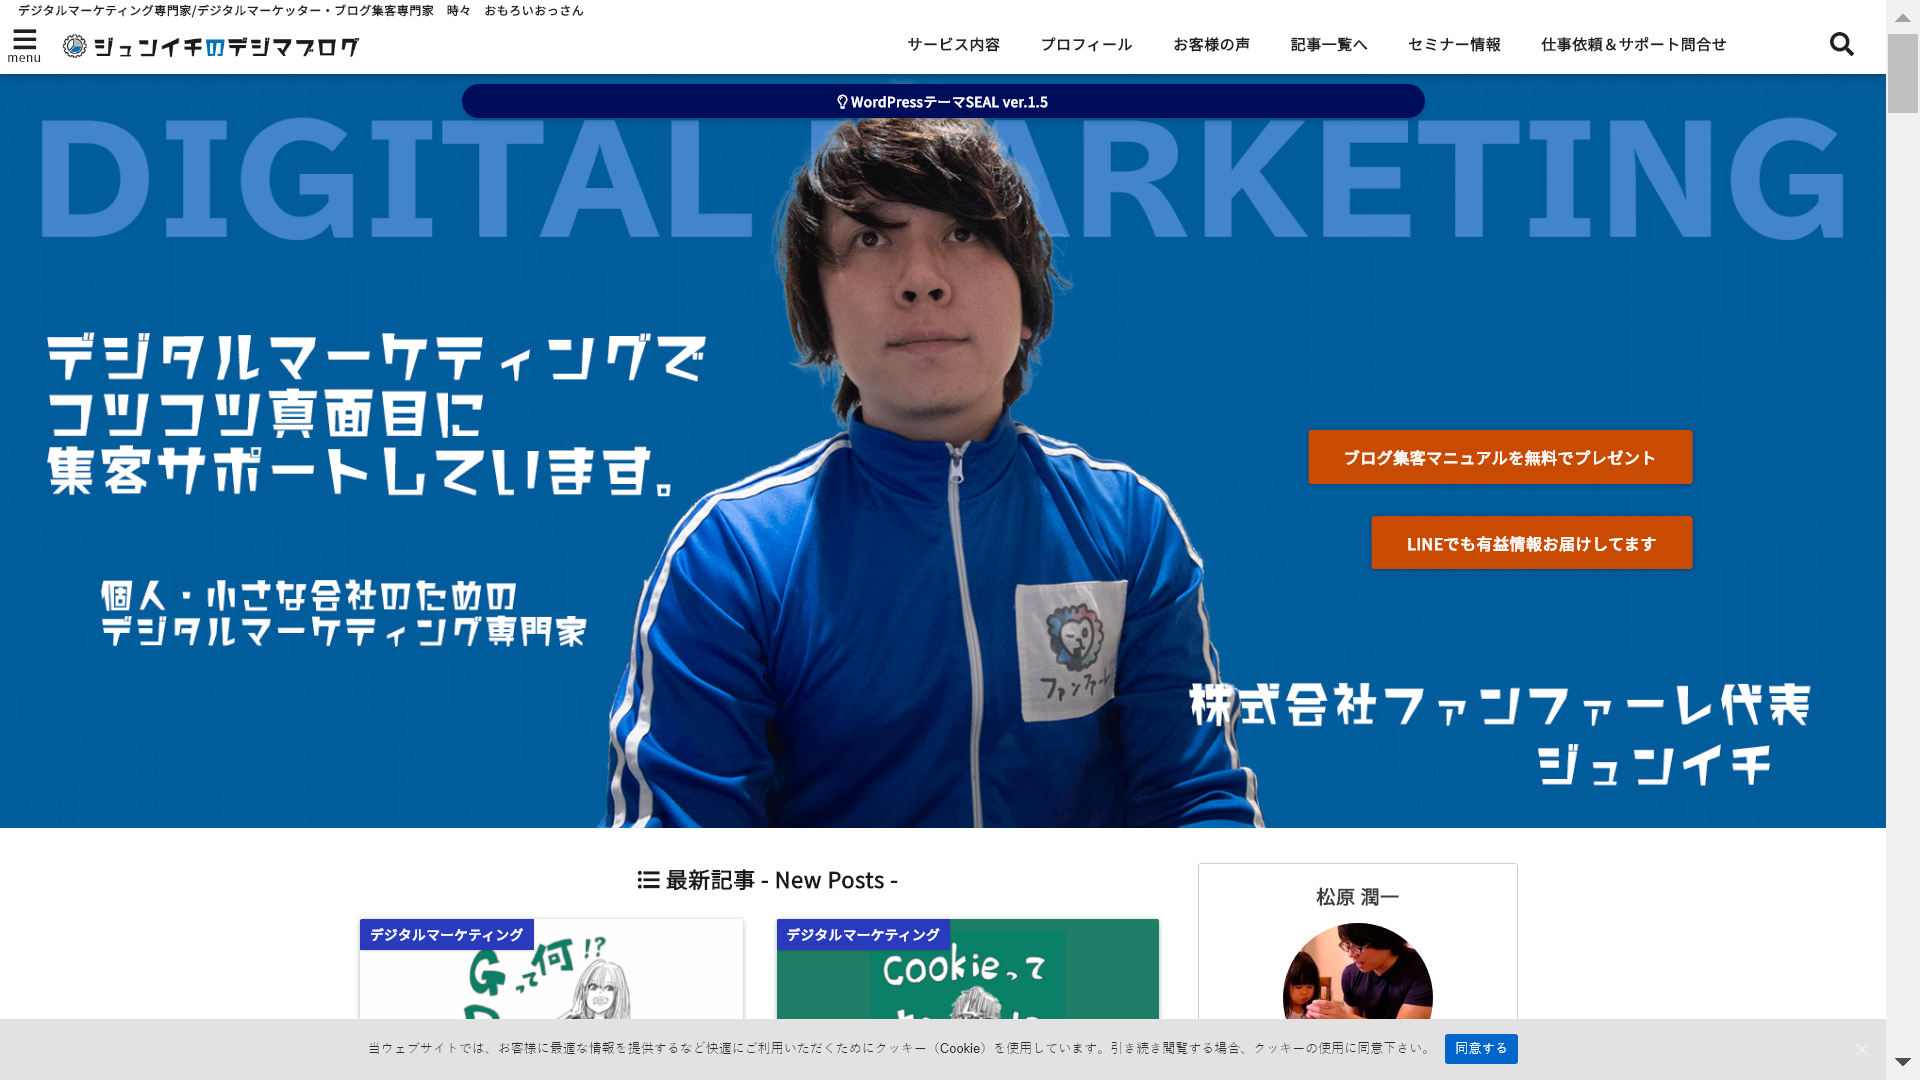 デジタルマーケティング専門家/デジタルマーケッター・ブログ集客専門家　時々　おもろいおっさん
menu
ジュンイチのデジマブログ
サービス内容
プロフィール
お客様の声
記事一覧へ
セミナー情報
仕事依頼＆サポート問合せ
WordPressテーマSEAL ver.1.5
DIGITAL MARKETING
デジタルマーケティングで
コツコツ真面目に
集客サポートしています。
ブログ集客マニュアルを無料でプレゼント
LINEでも有益情報お届けしてます
個人・小さな会社のための
デジタルマーケティング専門家
ファンファーレ
株式会社ファンファーレ代表
ジュンイチ
最新記事 - New Posts -
松原 潤一
デジタルマーケティング
Gって何!?
デジタルマーケティング
Cookieって
当ウェブサイトでは、お客様に最適な情報を提供するなど快適にご利用いただくためにクッキー（Cookie）を使用しています。引き続き閲覧する場合、クッキーの使用に同意下さい。
同意する